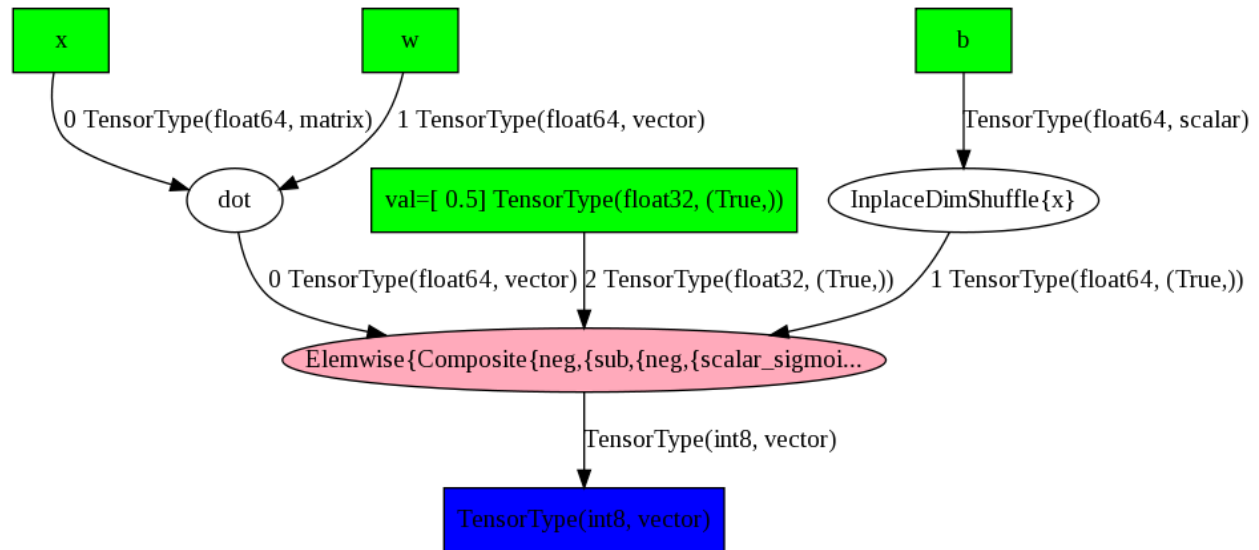 x
w
b
0 TensorType(float64, matrix)
1 TensorType(float64, vector)
TensorType(float64, scalar)
dot
val=[ 0.5] TensorType(float32, (True,))
InplaceDimShuffle{x}
0 TensorType(float64, vector)
2 TensorType(float32, (True,))
1 TensorType(float64, (True,))
Elemwise{Composite{neg,{sub,{neg,{scalar_sigmoi...
TensorType(int8, vector)
TensorType(int8, vector)